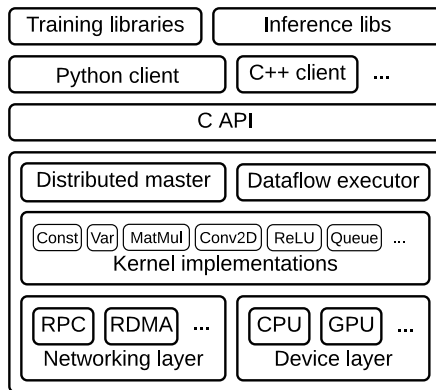 Training libraries Inference libs
Python client C++ client ...
C API
Distributed master Dataflow executor
Const Var MatMul Conv2D ReLU Queue ...
Kernel implementations
RPC RDMA ... CPU GPU ...
Networking layer Device layer